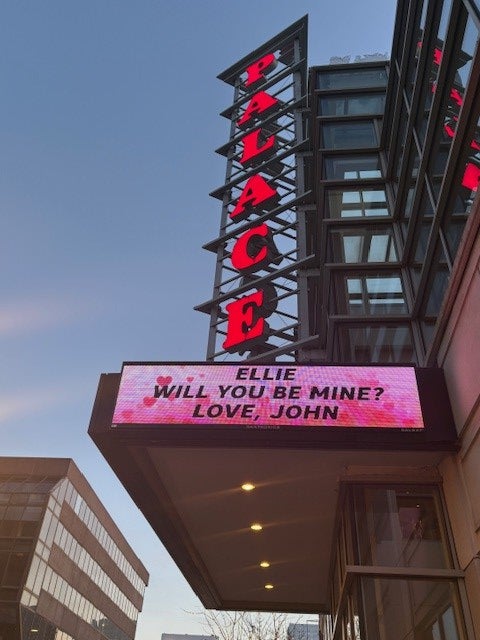 PALACE
ELLIE
WILL YOU BE MINE?
LOVE, JOHN